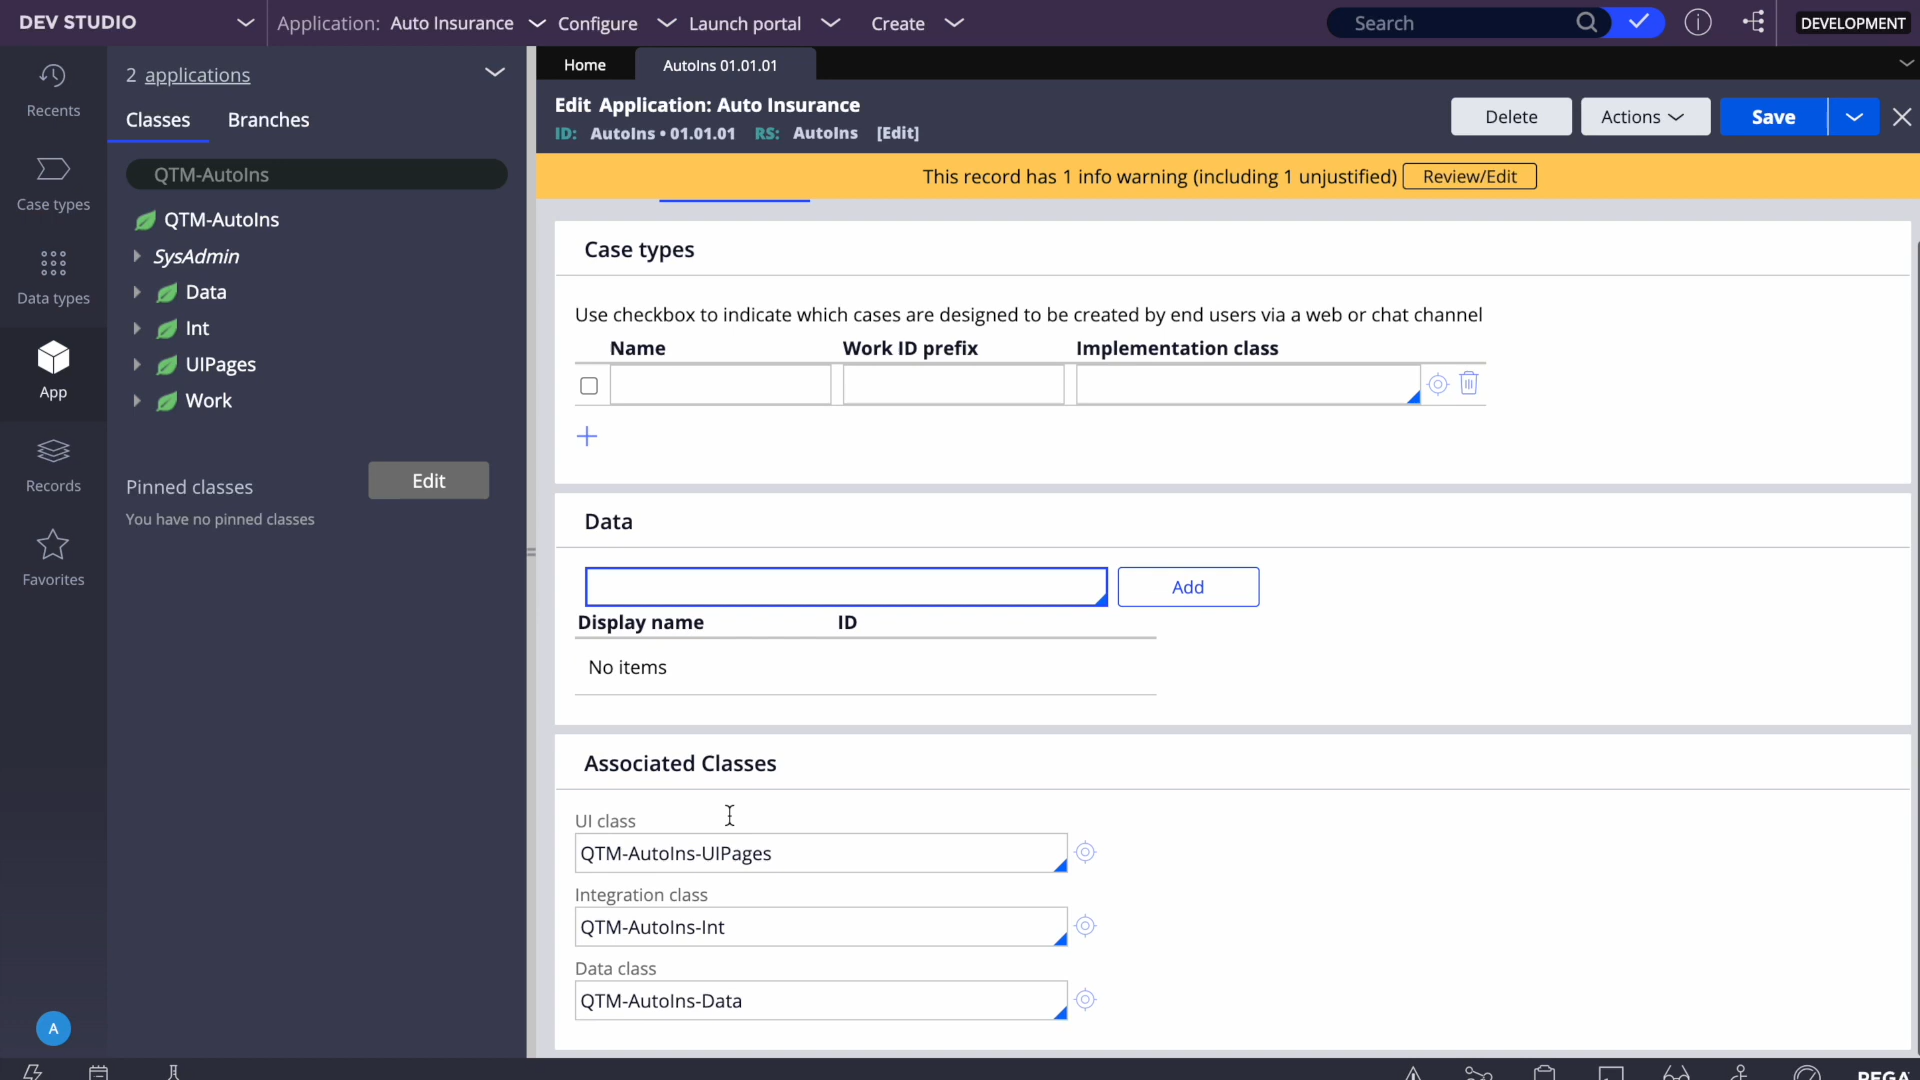 DEV STUDIO
Application: Auto Insurance
Configure
Launch portal
Create
Search
DEVELOPMENT
Recents
Case types
Data types
App
Records
Favorites
A
2 applications
Classes
Branches
QTM-AutoIns
QTM-AutoIns
SysAdmin
Data
Int
UIPages
Work
Pinned classes
Edit
You have no pinned classes
Home
AutoIns 01.01.01
Edit Application: Auto Insurance
ID: AutoIns • 01.01.01 RS: AutoIns [Edit]
Delete
Actions
Save
This record has 1 info warning (including 1 unjustified)
Review/Edit
Case types
Use checkbox to indicate which cases are designed to be created by end users via a web or chat channel
Name Work ID prefix Implementation class
Data
Add
Display name ID
No items
Associated Classes
UI class
QTM-AutoIns-UIPages
Integration class
QTM-AutoIns-Int
Data class
QTM-AutoIns-Data
PEGA